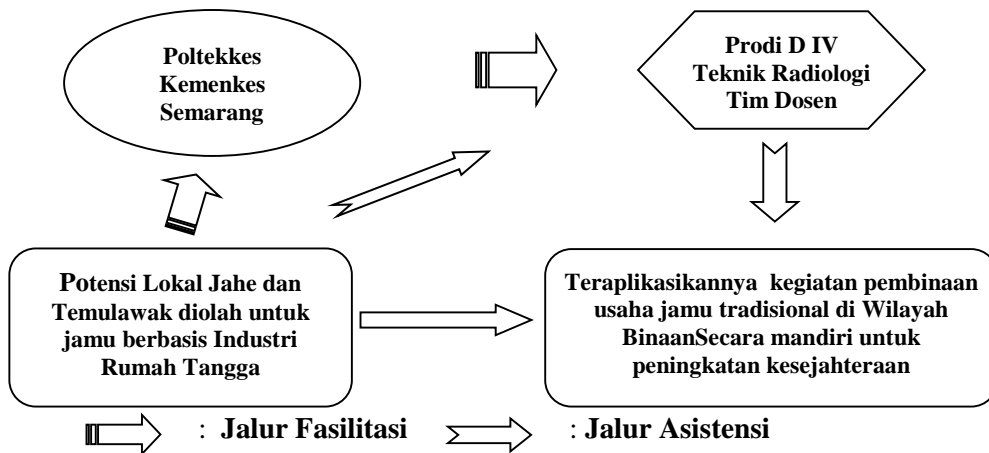 Poltekkes
Kemenkes
Semarang
Prodi D IV
Teknik Radiologi
Tim Dosen
Potensi Lokal Jahe dan
Temulawak diolah untuk
jamu berbasis Industri
Rumah Tangga
Teraplikasikannya kegiatan pembinaan
usaha jamu tradisional di Wilayah
BinaanSecara mandiri untuk
peningkatan kesejahteraan
: Jalur Fasilitasi
: Jalur Asistensi